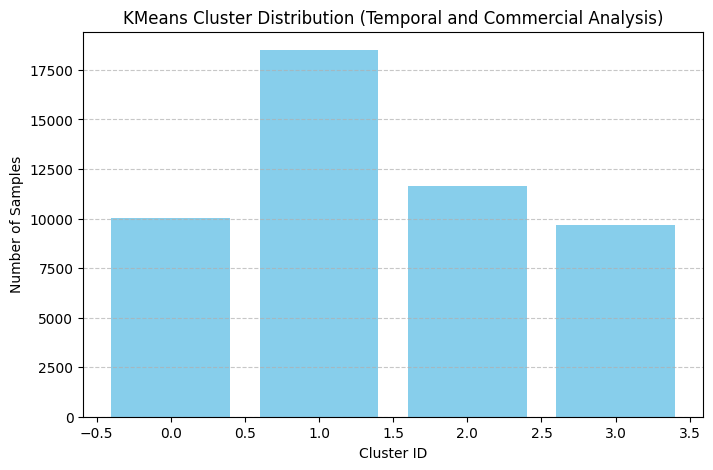 KMeans Cluster Distribution (Temporal and Commercial Analysis)
Number of Samples
17500
15000
12500
10000
7500
5000
2500
0
−0.5 0.0 0.5 1.0 1.5 2.0 2.5 3.0 3.5
Cluster ID